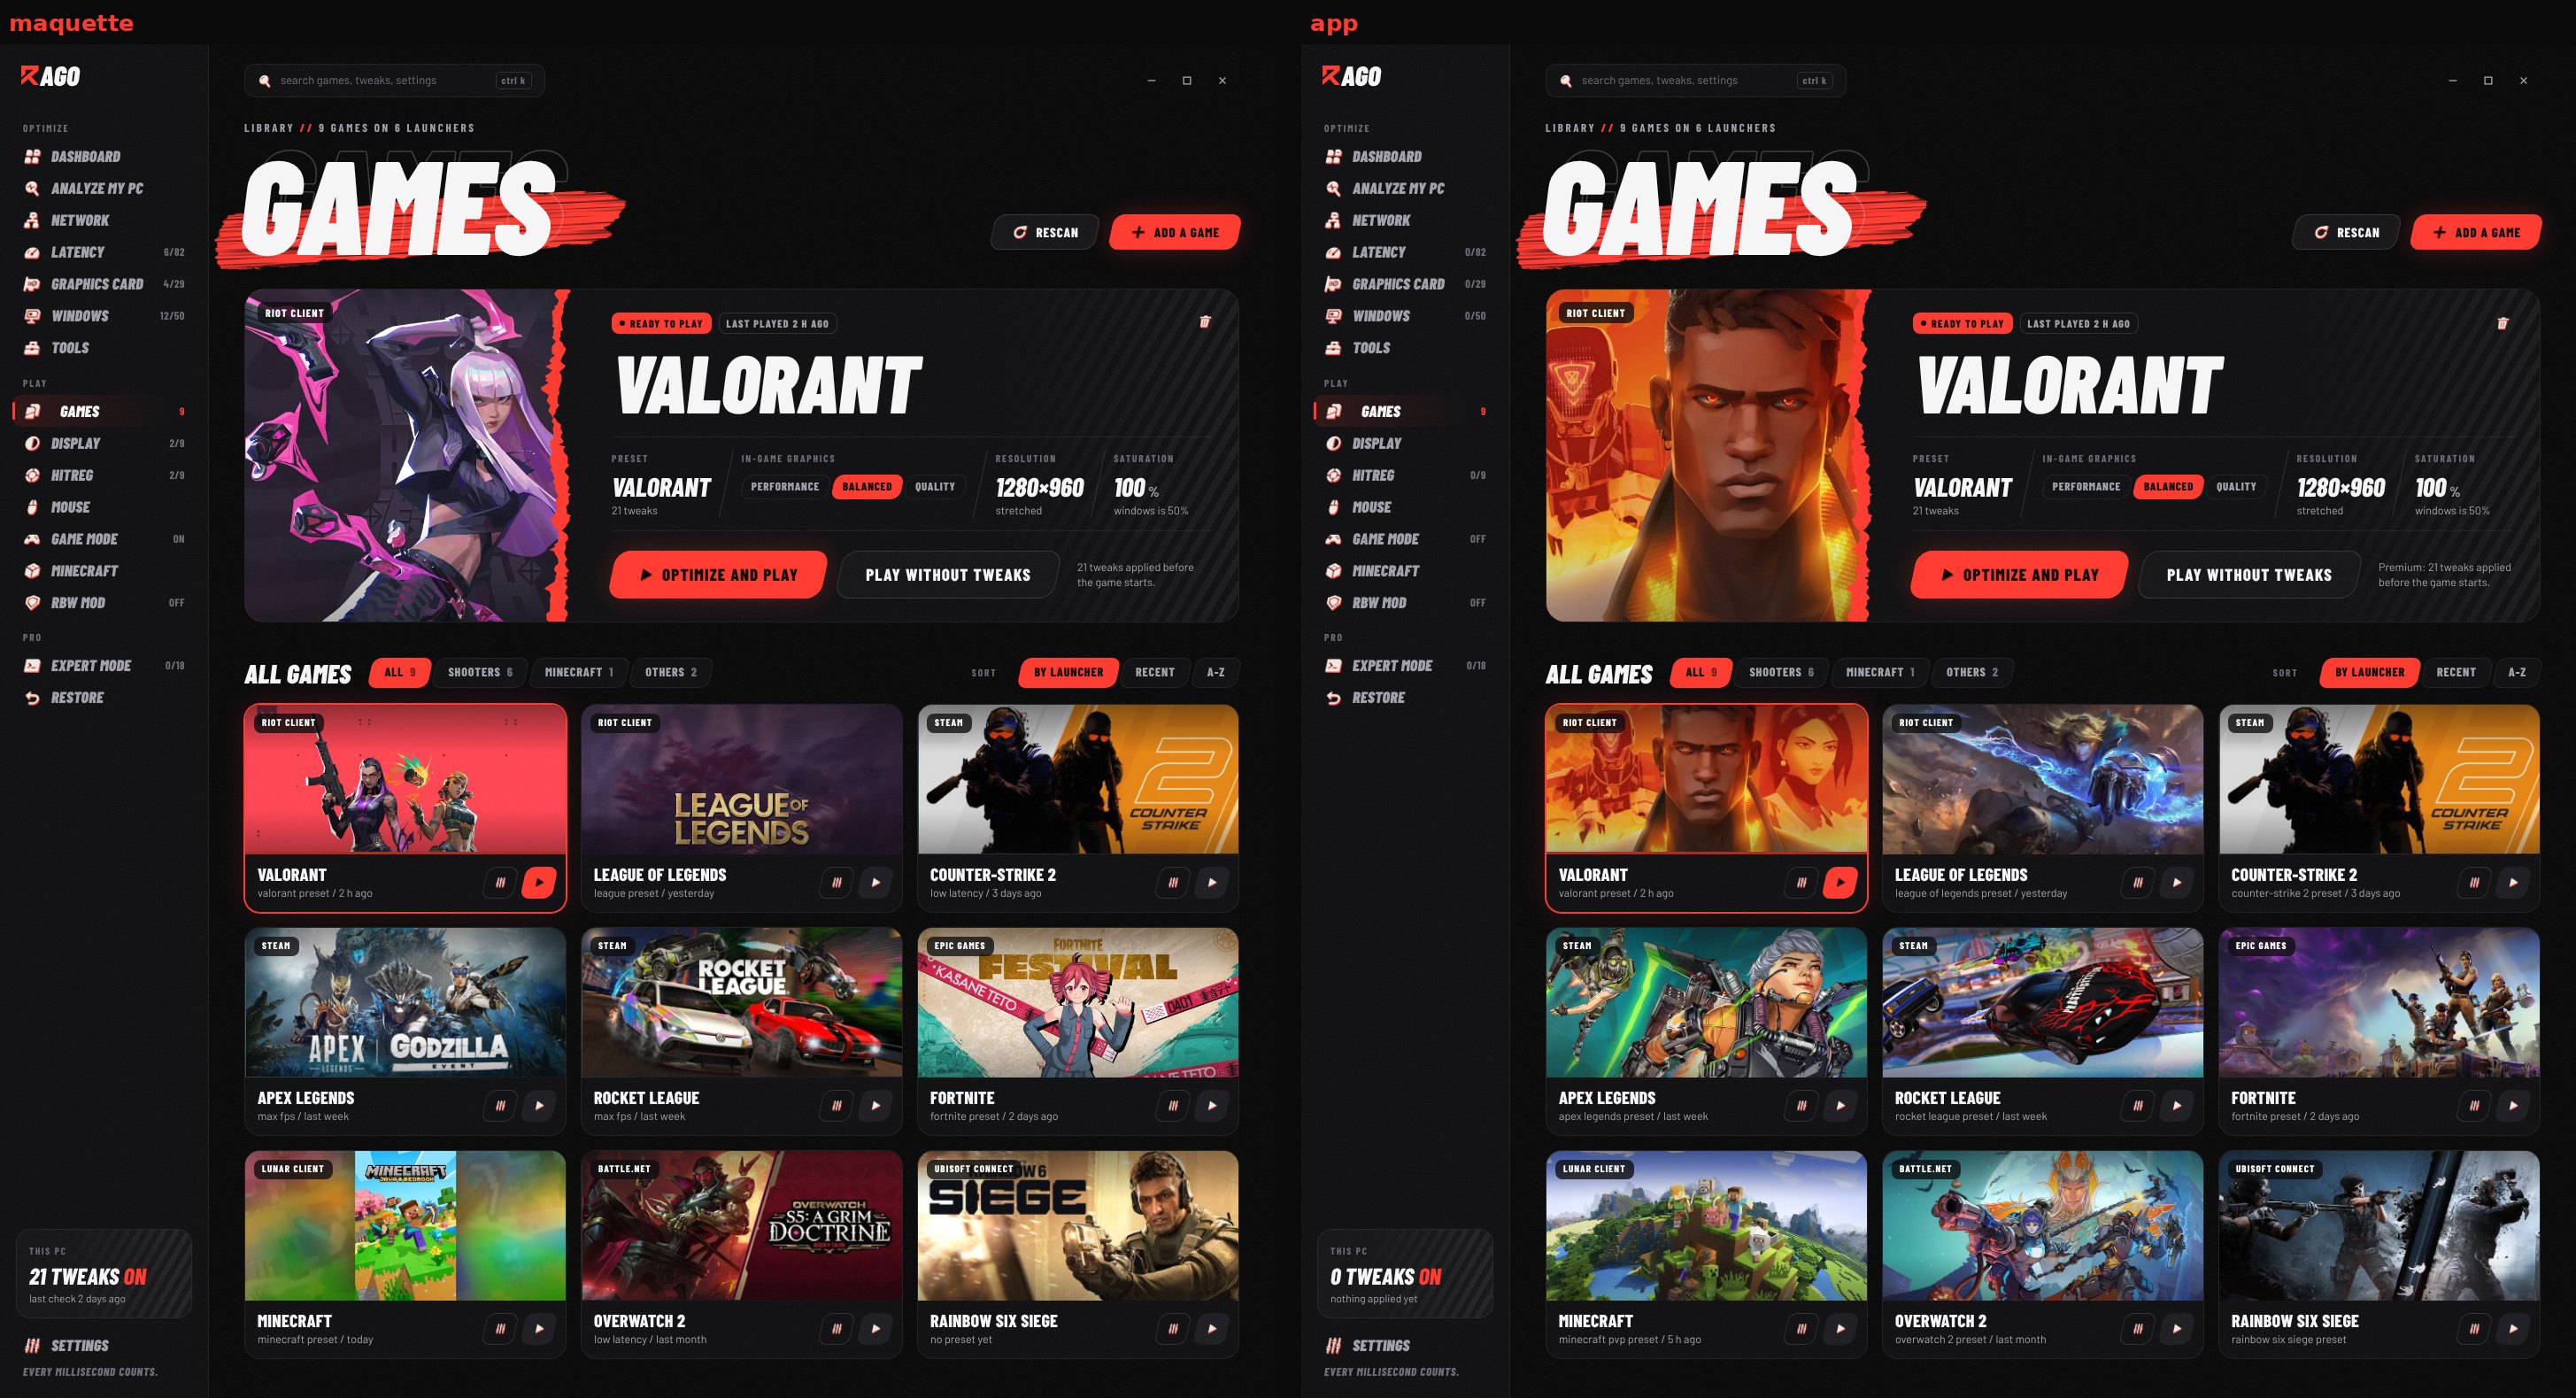 maquette
RAGO
search games, tweaks, settings
ctrl k
OPTIMIZE
DASHBOARD
ANALYZE MY PC
NETWORK
LATENCY 6/82
GRAPHICS CARD 4/29
WINDOWS 12/50
TOOLS
PLAY
GAMES 9
DISPLAY 2/9
HITREG 2/9
MOUSE
GAME MODE ON
MINECRAFT
RBW MOD OFF
PRO
EXPERT MODE 0/18
RESTORE
THIS PC
21 TWEAKS ON
last check 2 days ago
SETTINGS
EVERY MILLISECOND COUNTS.
LIBRARY // 9 GAMES ON 6 LAUNCHERS
GAMES
GAMES
RESCAN
ADD A GAME
RIOT CLIENT
READY TO PLAY
LAST PLAYED 2 H AGO
VALORANT
PRESET
VALORANT
21 tweaks
IN-GAME GRAPHICS
PERFORMANCE BALANCED QUALITY
RESOLUTION
1280×960
stretched
SATURATION
100 %
windows is 50%
OPTIMIZE AND PLAY
PLAY WITHOUT TWEAKS
21 tweaks applied before
the game starts.
ALL GAMES
ALL 9
SHOOTERS 6
MINECRAFT 1
OTHERS 2
SORT
BY LAUNCHER
RECENT
A-Z
RIOT CLIENT
VALORANT
valorant preset / 2 h ago
RIOT CLIENT
LEAGUE OF
LEGENDS
LEAGUE OF LEGENDS
league preset / yesterday
STEAM
2
COUNTER
STRIKE
COUNTER-STRIKE 2
low latency / 3 days ago
STEAM
APEX
LEGENDS
GODZILLA
EVENT
APEX LEGENDS
max fps / last week
STEAM
ROCKET
LEAGUE
ROCKET LEAGUE
max fps / last week
EPIC GAMES
FORTNITE
FESTIVAL
KASANE TETO
0401
KASANE TETO
FORTNITE
fortnite preset / 2 days ago
LUNAR CLIENT
MINECRAFT
JAVA & BEDROCK
MINECRAFT
minecraft preset / today
BATTLE.NET
OVERWATCH
S5: A GRIM
DOCTRINE
OVERWATCH 2
low latency / last month
UBISOFT CONNECT
6
SIEGE
RAINBOW SIX SIEGE
no preset yet
app
RAGO
search games, tweaks, settings
ctrl k
OPTIMIZE
DASHBOARD
ANALYZE MY PC
NETWORK
LATENCY 0/82
GRAPHICS CARD 0/29
WINDOWS 0/50
TOOLS
PLAY
GAMES 9
DISPLAY
HITREG 0/9
MOUSE
GAME MODE OFF
MINECRAFT
RBW MOD OFF
PRO
EXPERT MODE 0/18
RESTORE
THIS PC
0 TWEAKS ON
nothing applied yet
SETTINGS
EVERY MILLISECOND COUNTS.
LIBRARY // 9 GAMES ON 6 LAUNCHERS
GAMES
GAMES
RESCAN
ADD A GAME
RIOT CLIENT
READY TO PLAY
LAST PLAYED 2 H AGO
VALORANT
PRESET
VALORANT
21 tweaks
IN-GAME GRAPHICS
PERFORMANCE BALANCED QUALITY
RESOLUTION
1280×960
stretched
SATURATION
100 %
windows is 50%
OPTIMIZE AND PLAY
PLAY WITHOUT TWEAKS
Premium: 21 tweaks applied
before the game starts.
ALL GAMES
ALL 9
SHOOTERS 6
MINECRAFT 1
OTHERS 2
SORT
BY LAUNCHER
RECENT
A-Z
RIOT CLIENT
VALORANT
valorant preset / 2 h ago
RIOT CLIENT
LEAGUE OF LEGENDS
league of legends preset / yesterday
STEAM
2
COUNTER
STRIKE
COUNTER-STRIKE 2
counter-strike 2 preset / 3 days ago
STEAM
APEX LEGENDS
apex legends preset / last week
STEAM
ROCKET LEAGUE
rocket league preset / last week
EPIC GAMES
FORTNITE
fortnite preset / 2 days ago
LUNAR CLIENT
MINECRAFT
minecraft pvp preset / 5 h ago
BATTLE.NET
OVERWATCH 2
overwatch 2 preset / last month
UBISOFT CONNECT
RAINBOW SIX SIEGE
rainbow six siege preset